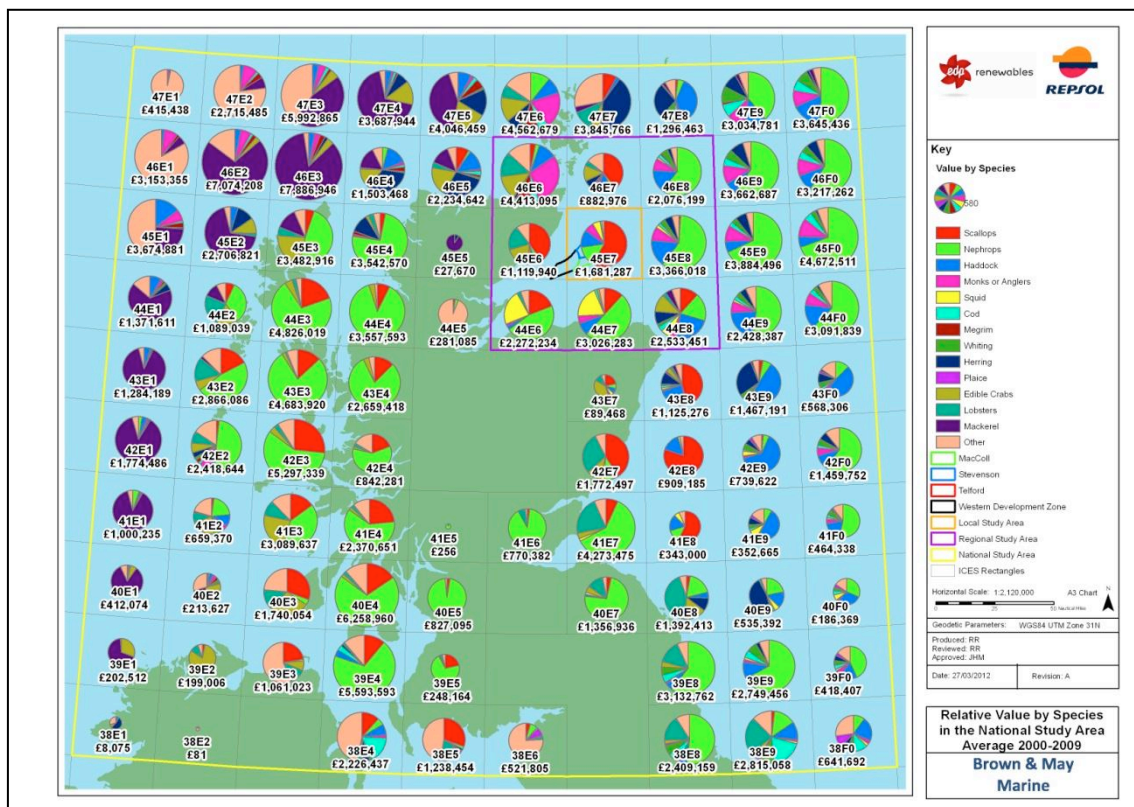 47E1
£415,438
47E2
£2,715,485
47E3
£5,992,865
47E4
£3,687,944
47E5
£4,046,459
47E6
£4,562,679
47E7
£3,845,766
47E8
£1,296,463
47E9
£3,034,781
47F0
£3,645,436
46E1
£3,153,355
46E2
£7,074,208
46E3
£7,886,946
46E4
£1,503,468
46E5
£2,234,642
46E6
£4,413,095
46E7
£882,976
46E8
£2,076,199
46E9
£3,662,687
46F0
£3,217,262
45E1
£3,674,881
45E2
£2,706,821
45E3
£3,482,916
45E4
£3,542,570
45E5
£27,670
45E6
£1,119,940
45E7
£1,681,287
45E8
£3,366,018
45E9
£3,884,496
45F0
£4,672,511
44E1
£1,371,611
44E2
£1,089,039
44E3
£4,826,019
44E4
£3,557,593
44E5
£281,085
44E6
£2,272,234
44E7
£3,026,283
44E8
£2,533,451
44E9
£2,428,387
44F0
£3,091,839
43E1
£1,284,189
43E2
£2,866,086
43E3
£4,683,920
43E4
£2,659,418
43E7
£89,468
43E8
£1,125,276
43E9
£1,467,191
43F0
£568,306
42E1
£1,774,486
42E2
£2,418,644
42E3
£5,297,339
42E4
£842,281
42E7
£1,772,497
42E8
£909,185
42E9
£739,622
42F0
£1,459,752
41E1
£1,000,235
41E2
£659,370
41E3
£3,089,637
41E4
£2,370,651
41E5
£256
41E6
£770,382
41E7
£4,273,475
41E8
£343,000
41E9
£352,665
41F0
£464,338
40E1
£412,074
40E2
£213,627
40E3
£1,740,054
40E4
£6,258,960
40E5
£827,095
40E7
£1,356,936
40E8
£1,392,413
40E9
£535,392
40F0
£186,369
39E1
£202,512
39E2
£199,006
39E3
£1,061,023
39E4
£5,593,593
39E5
£248,164
39E8
£3,132,762
39E9
£2,749,456
39F0
£418,407
38E1
£8,075
38E2
£81
38E4
£2,226,437
38E5
£1,238,454
38E6
£521,805
38E8
£2,409,159
38E9
£2,815,058
38F0
£641,692
edp renewables
REPSOL
Key
Value by Species
580
Scallops
Nephrops
Haddock
Monks or Anglers
Squid
Cod
Megrim
Whiting
Herring
Plaice
Edible Crabs
Lobsters
Mackerel
Other
MacColl
Stevenson
Telford
Western Development Zone
Local Study Area
Regional Study Area
National Study Area
ICES Rectangles
Horizontal Scale: 1:2,120,000 A3 Chart
0 50 Nautical Miles
N
Geodetic Parameters: WGS84 UTM Zone 31N
Produced: RR
Reviewed: RR
Approved: JHM
Date: 27/03/2012 Revision: A
Relative Value by Species
in the National Study Area
Average 2000-2009
Brown & May
Marine